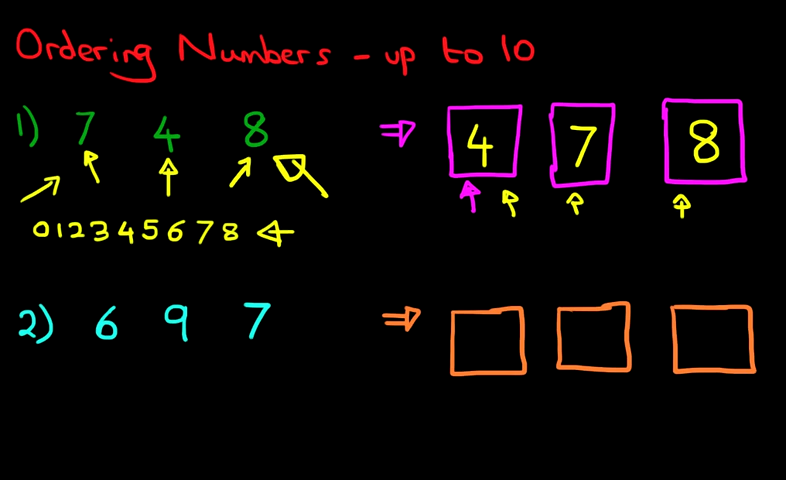 Ordering Numbers - up to 10
1) 7 4 8 ⇒ 4 7 8
0 1 2 3 4 5 6 7 8
2) 6 9 7 ⇒